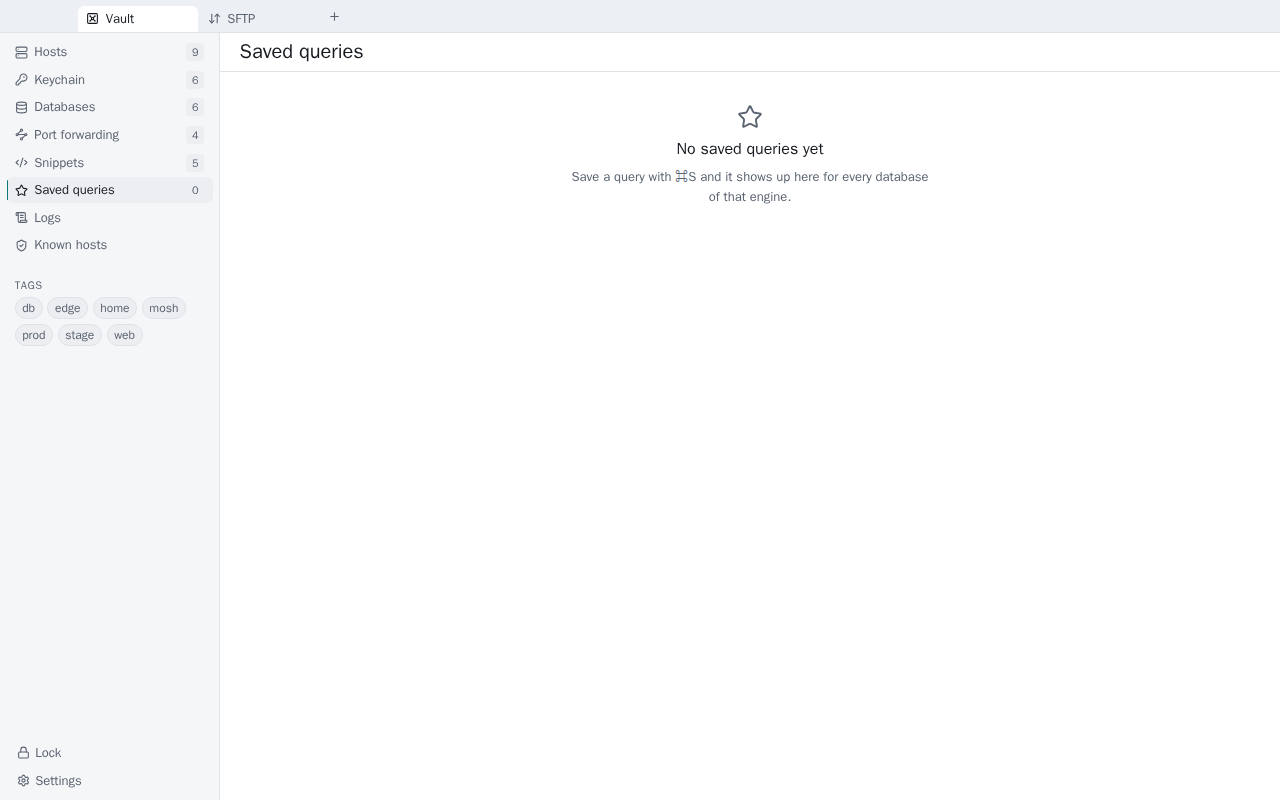 Vault
SFTP
+
Hosts 9
Keychain 6
Databases 6
Port forwarding 4
Snippets 5
Saved queries 0
Logs
Known hosts
TAGS
db edge home mosh
prod stage web
Lock
Settings
Saved queries
No saved queries yet
Save a query with ⌘S and it shows up here for every database
of that engine.